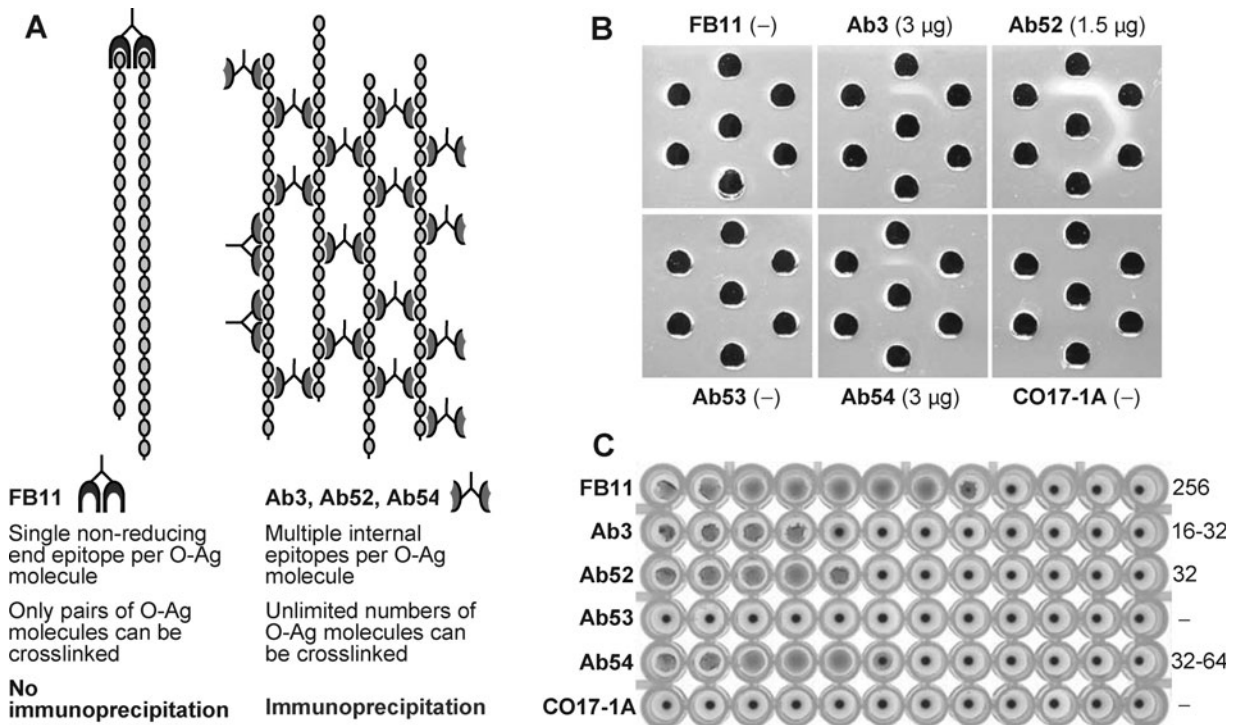 A
FB11
Single non-reducing
end epitope per O-Ag
molecule
Only pairs of O-Ag
molecules can be
crosslinked
No
immunoprecipitation
Ab3, Ab52, Ab54
Multiple internal
epitopes per O-Ag
molecule
Unlimited numbers of
O-Ag molecules can
be crosslinked
Immunoprecipitation
B
FB11 (–) Ab3 (3 µg) Ab52 (1.5 µg)
Ab53 (–) Ab54 (3 µg) CO17-1A (–)
C
FB11 256
Ab3 16-32
Ab52 32
Ab53 –
Ab54 32-64
CO17-1A –